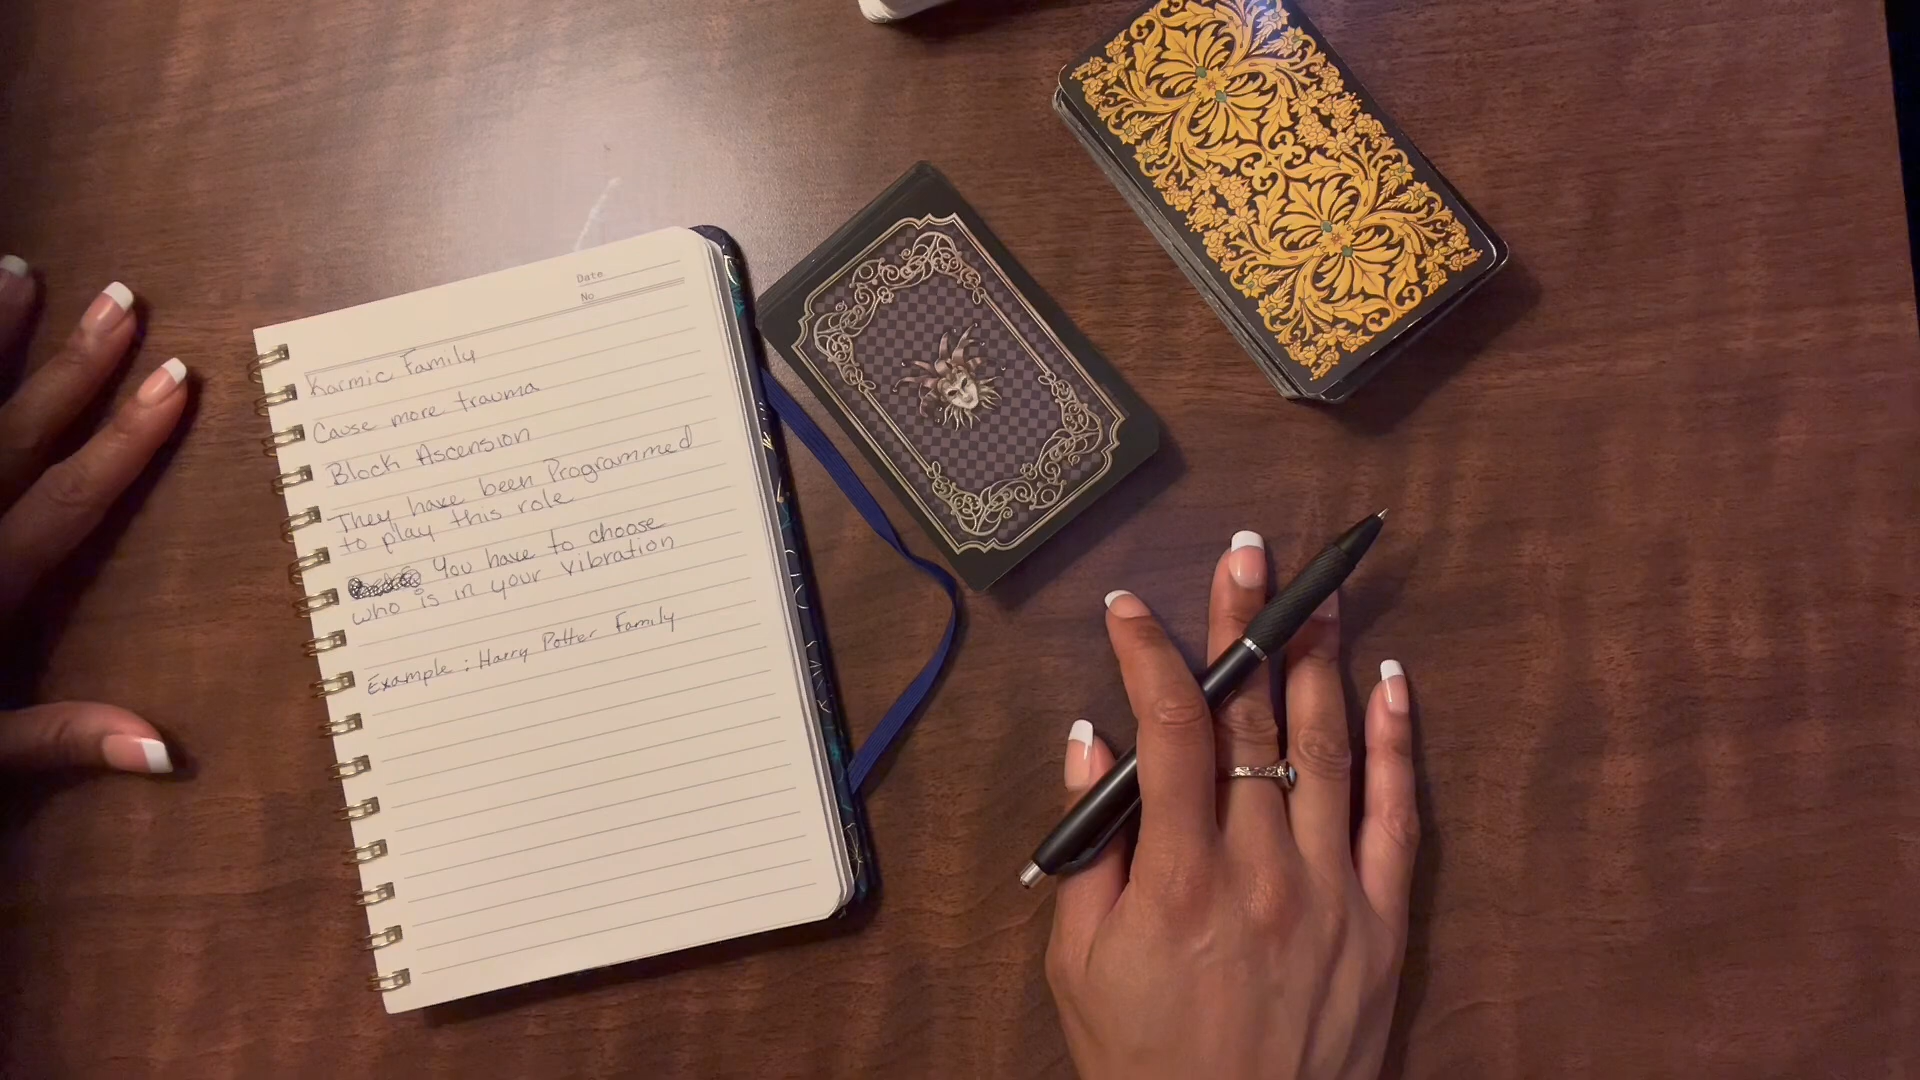 Date
No
Karmic Family
Cause more trauma
Block Ascension
They have been Programmed
to play this role
You have to choose
who is in your vibration
Example : Harry Potter Family